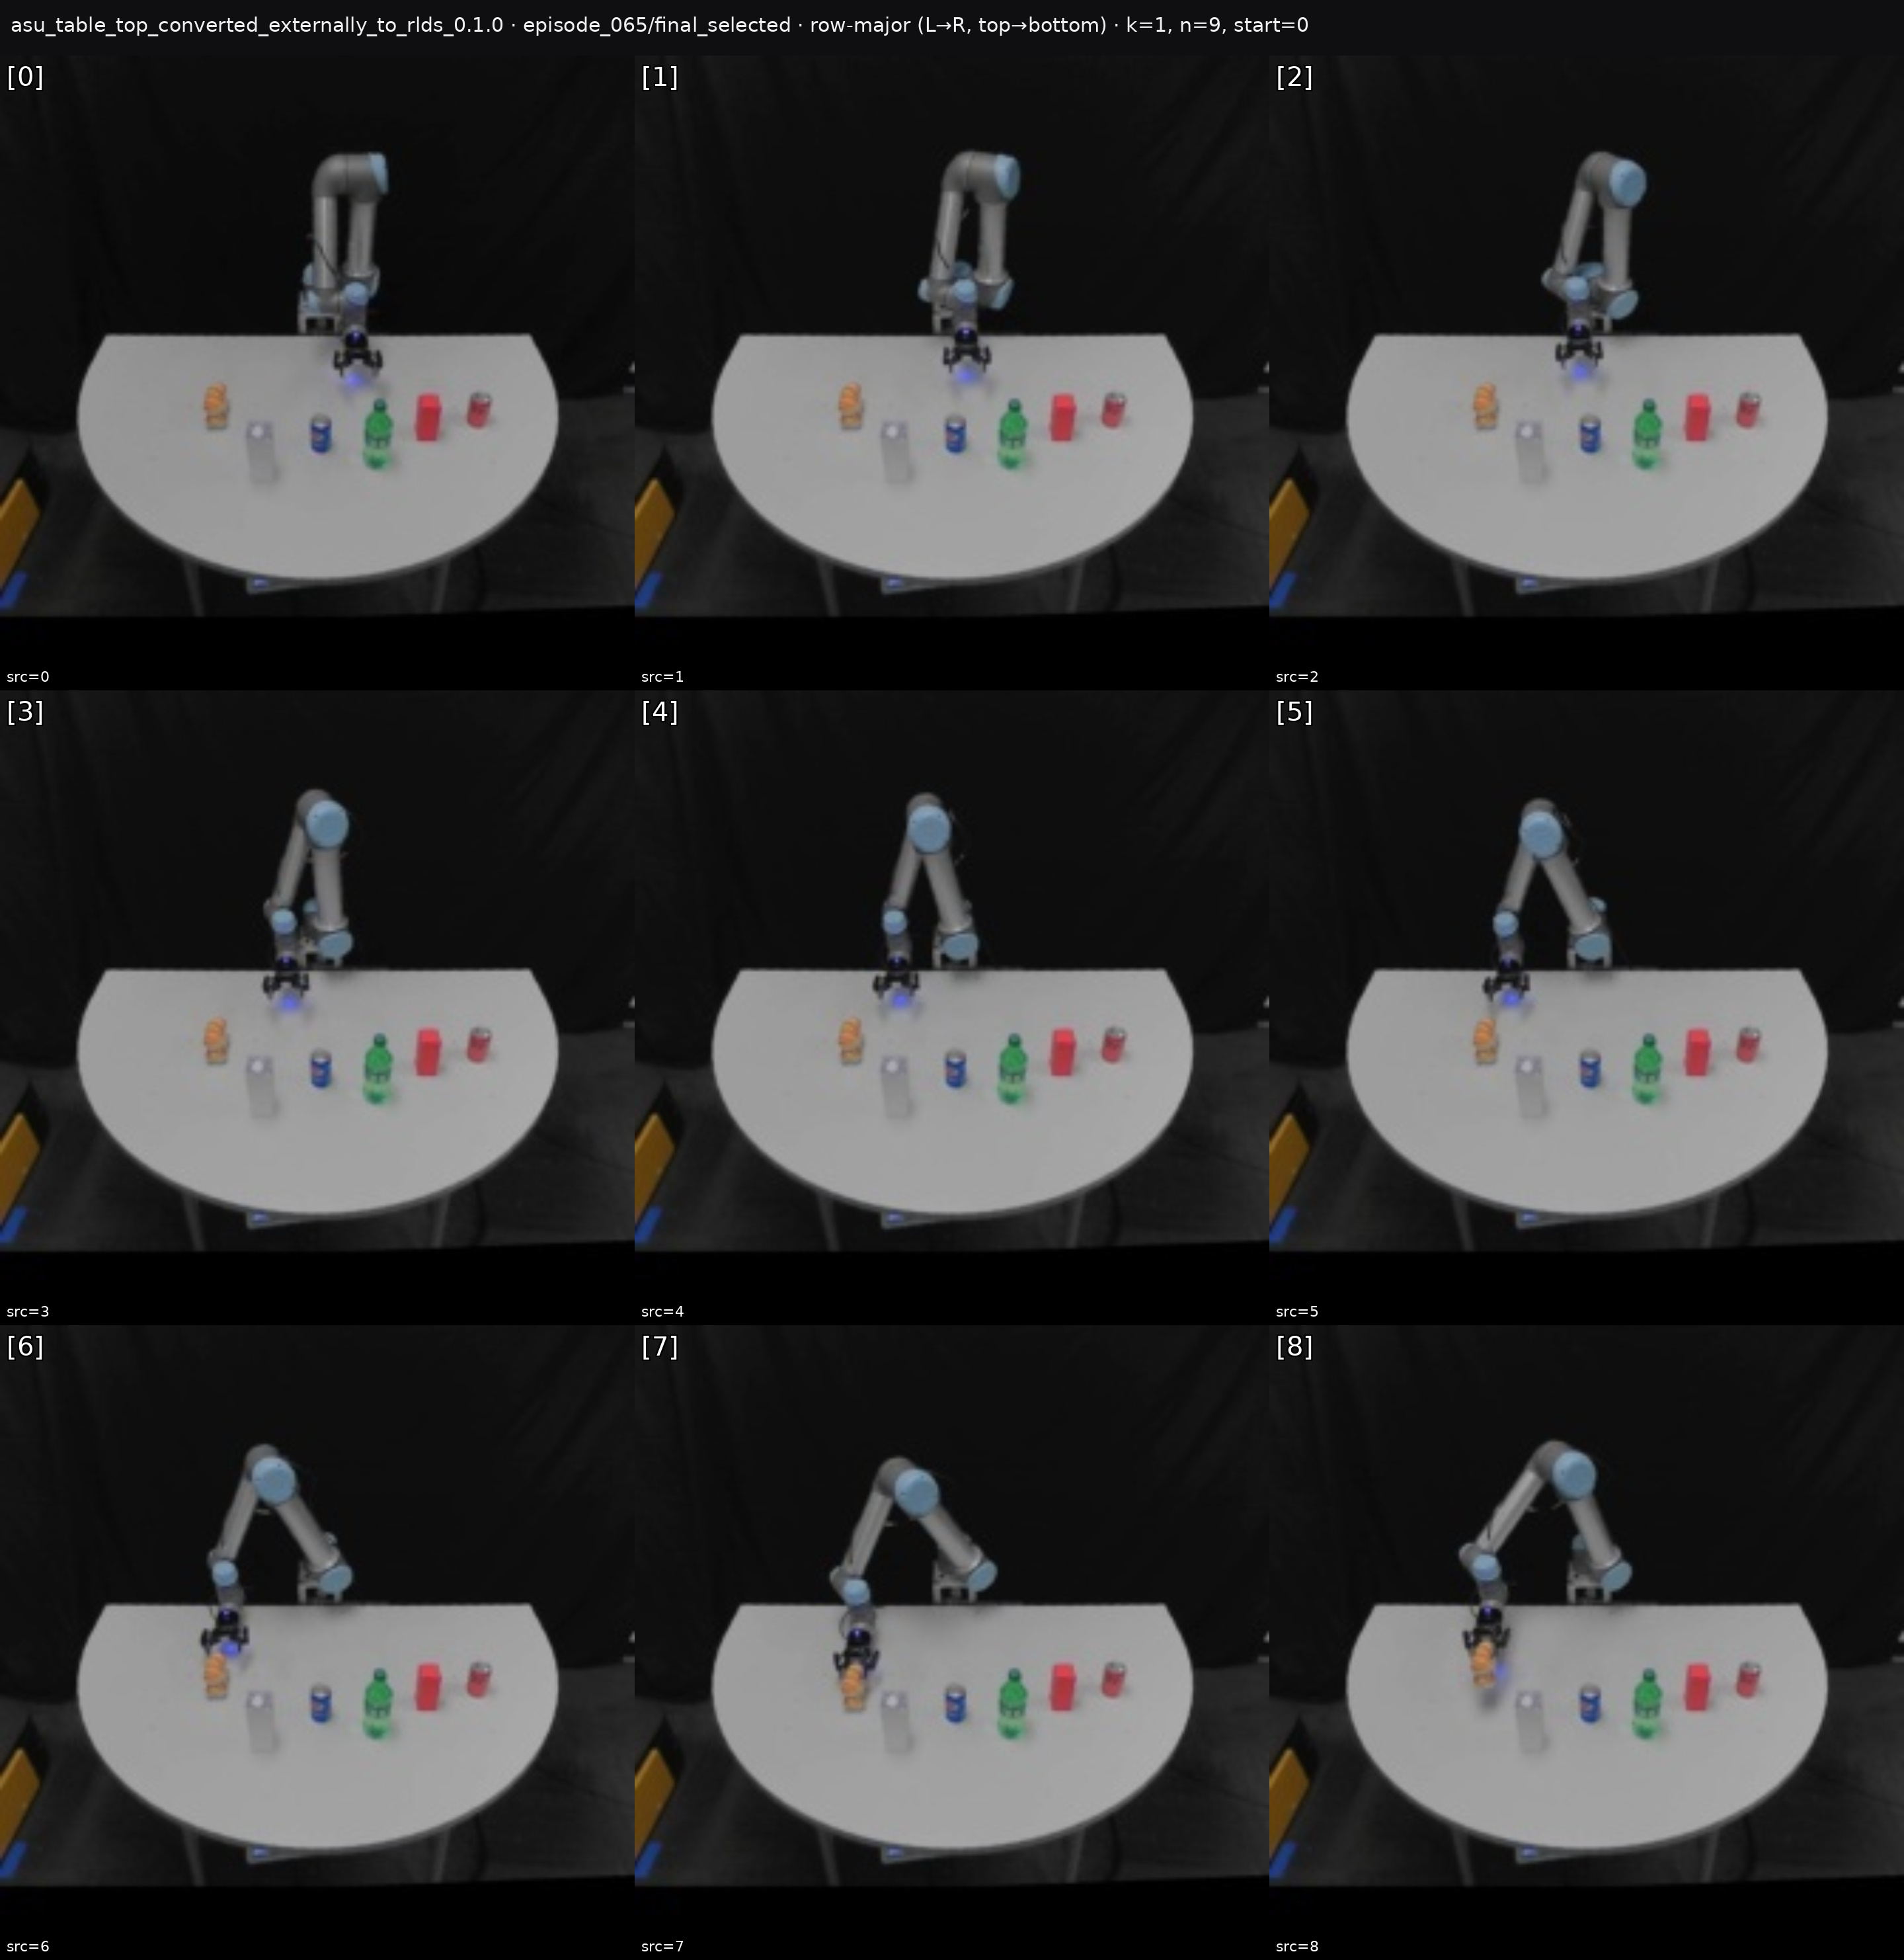 asu_table_top_converted_externally_to_rlds_0.1.0 · episode_065/final_selected · row-major (L→R, top→bottom) · k=1, n=9, start=0
[0]
[1]
[2]
src=0
src=1
src=2
[3]
[4]
[5]
src=3
src=4
src=5
[6]
[7]
[8]
src=6
src=7
src=8